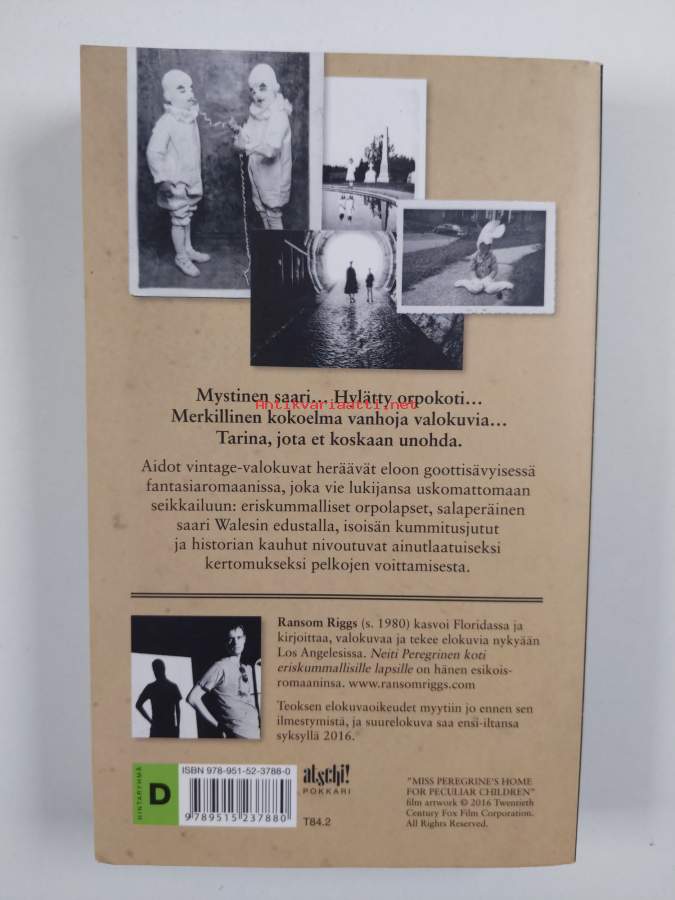 Mystinen saari… Hylätty orpokoti…
Antikvariaatti.net
Merkillinen kokoelma vanhoja valokuvia…
Tarina, jota et koskaan unohda.
Aidot vintage-valokuvat heräävät eloon goottisävyisessä
fantasiaromaanissa, joka vie lukijansa uskomattomaan
seikkailuun: eriskummalliset orpolapset, salaperäinen
saari Walesin edustalla, isoisän kummitusjutut
ja historian kauhut nivoutuvat ainutlaatuiseksi
kertomukseksi pelkojen voittamisesta.
Ransom Riggs (s. 1980) kasvoi Floridassa ja
kirjoittaa, valokuvaa ja tekee elokuvia nykyään
Los Angelesissa. Neiti Peregrinen koti
eriskummallisille lapsille on hänen esikois-
romaaninsa. www.ransomriggs.com
Teoksen elokuvaoikeudet myytiin jo ennen sen
ilmestymistä, ja suurelokuva saa ensi-iltansa
syksyllä 2016.
HINTARYHMÄ
D
ISBN 978-951-52-3788-0
9 789515 237880
atschi!
POKKARI
T84.2
"MISS PEREGRINE'S HOME
FOR PECULIAR CHILDREN"
film artwork © 2016 Twentieth
Century Fox Film Corporation.
All Rights Reserved.